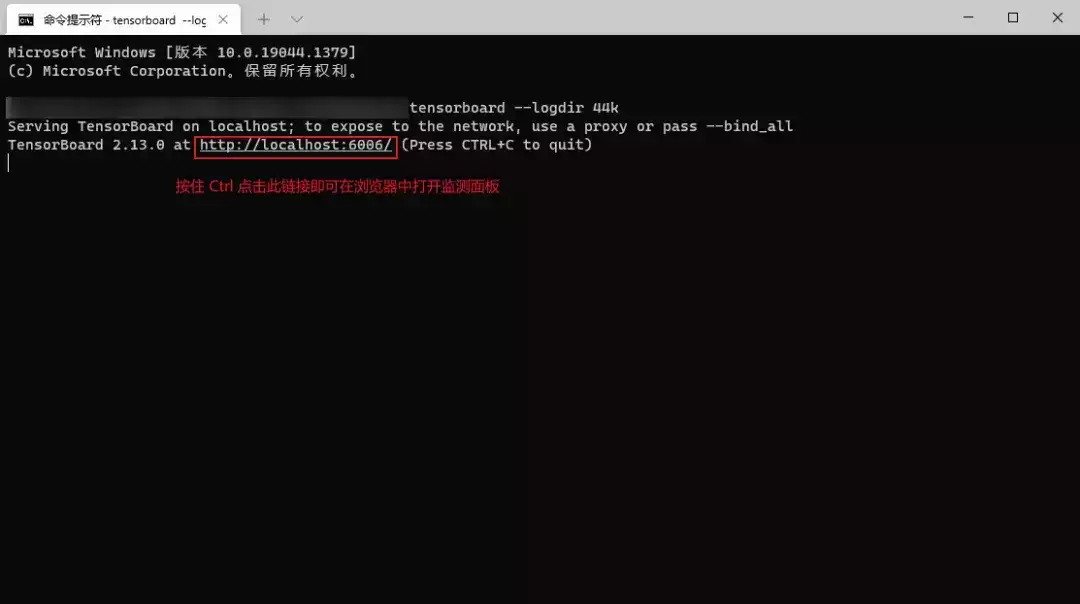 命令提示符 - tensorboard --log
Microsoft Windows [版本 10.0.19044.1379]
(c) Microsoft Corporation。保留所有权利。
tensorboard --logdir 44k
Serving TensorBoard on localhost; to expose to the network, use a proxy or pass --bind_all
TensorBoard 2.13.0 at http://localhost:6006/ (Press CTRL+C to quit)
按住 Ctrl 点击此链接即可在浏览器中打开监测面板